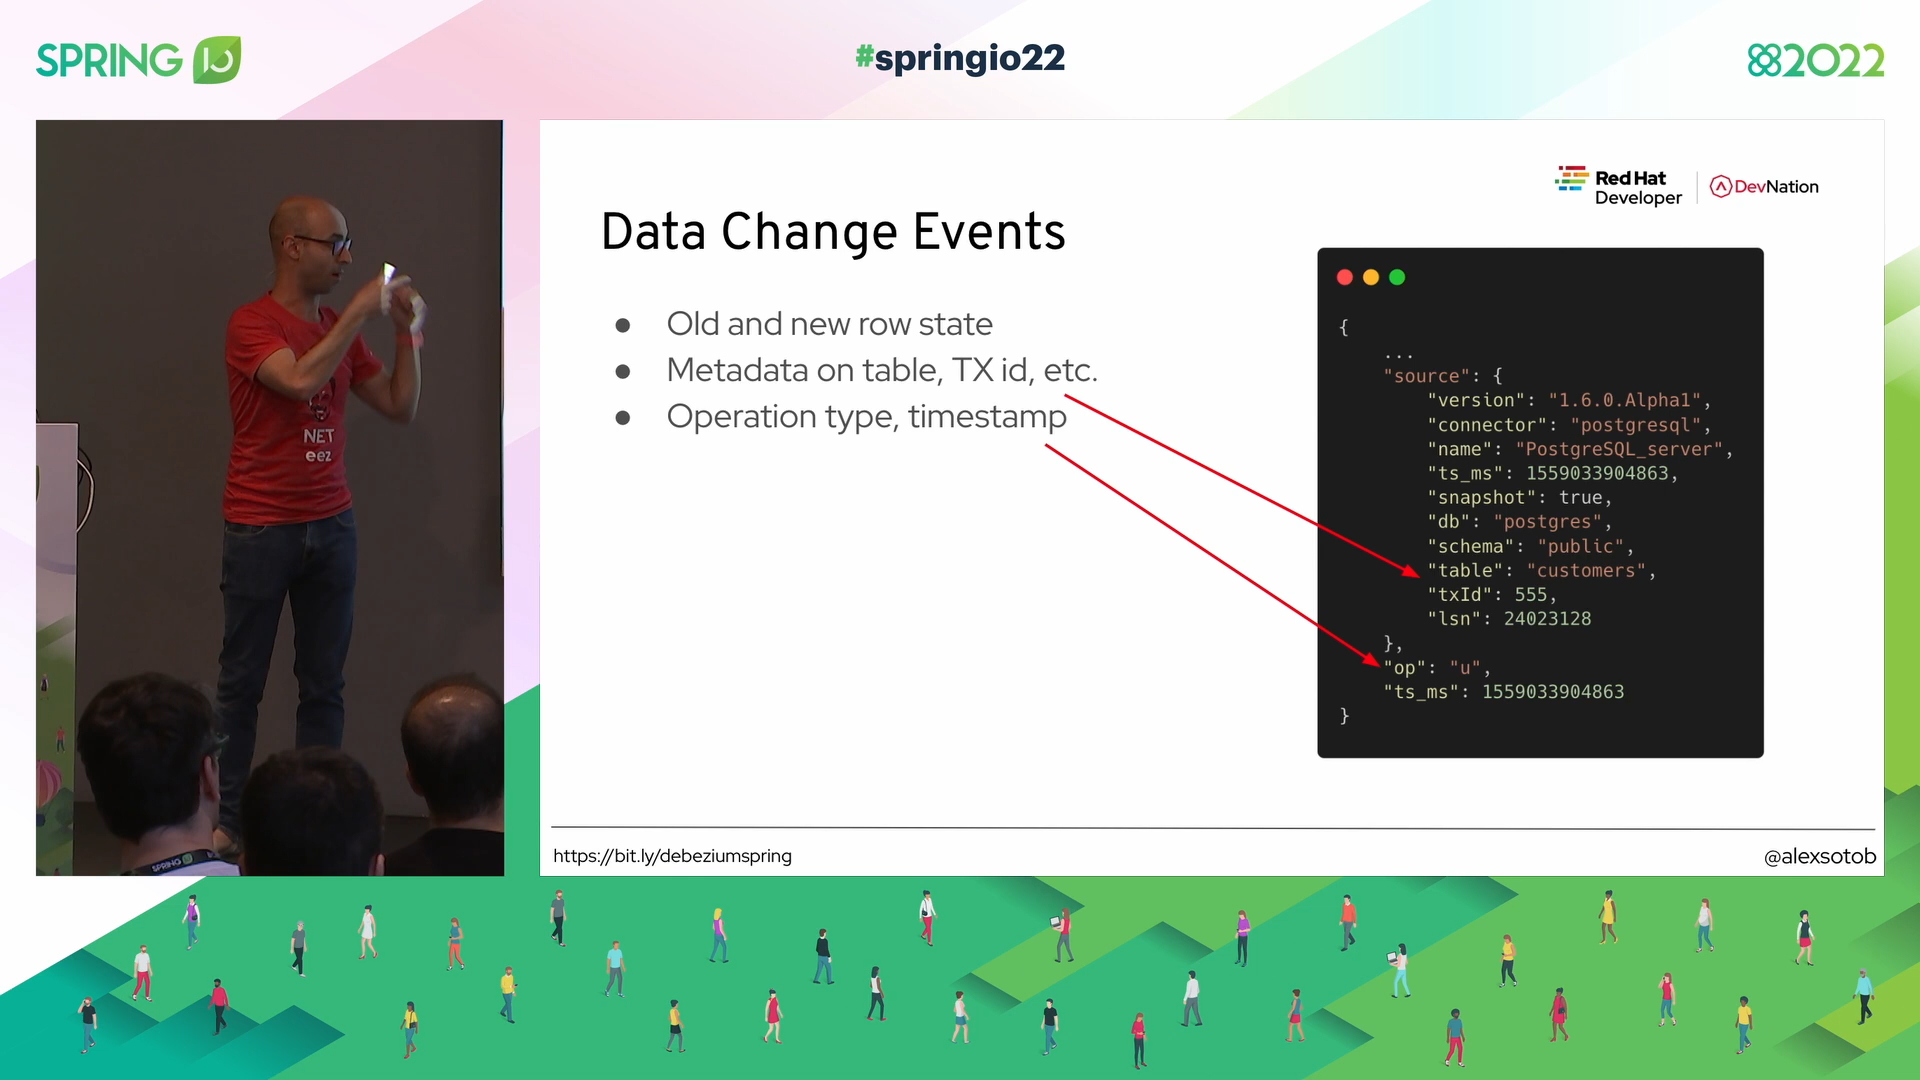 SPRING IO
#springio22
2022
NET
eez
SPRING
Red Hat
Developer
DevNation
Data Change Events
● Old and new row state
● Metadata on table, TX id, etc.
● Operation type, timestamp
{
...
"source": {
"version": "1.6.0.Alpha1",
"connector": "postgresql",
"name": "PostgreSQL_server",
"ts_ms": 1559033904863,
"snapshot": true,
"db": "postgres",
"schema": "public",
"table": "customers",
"txId": 555,
"lsn": 24023128
},
"op": "u",
"ts_ms": 1559033904863
}
https://bit.ly/debeziumspring
@alexsotob